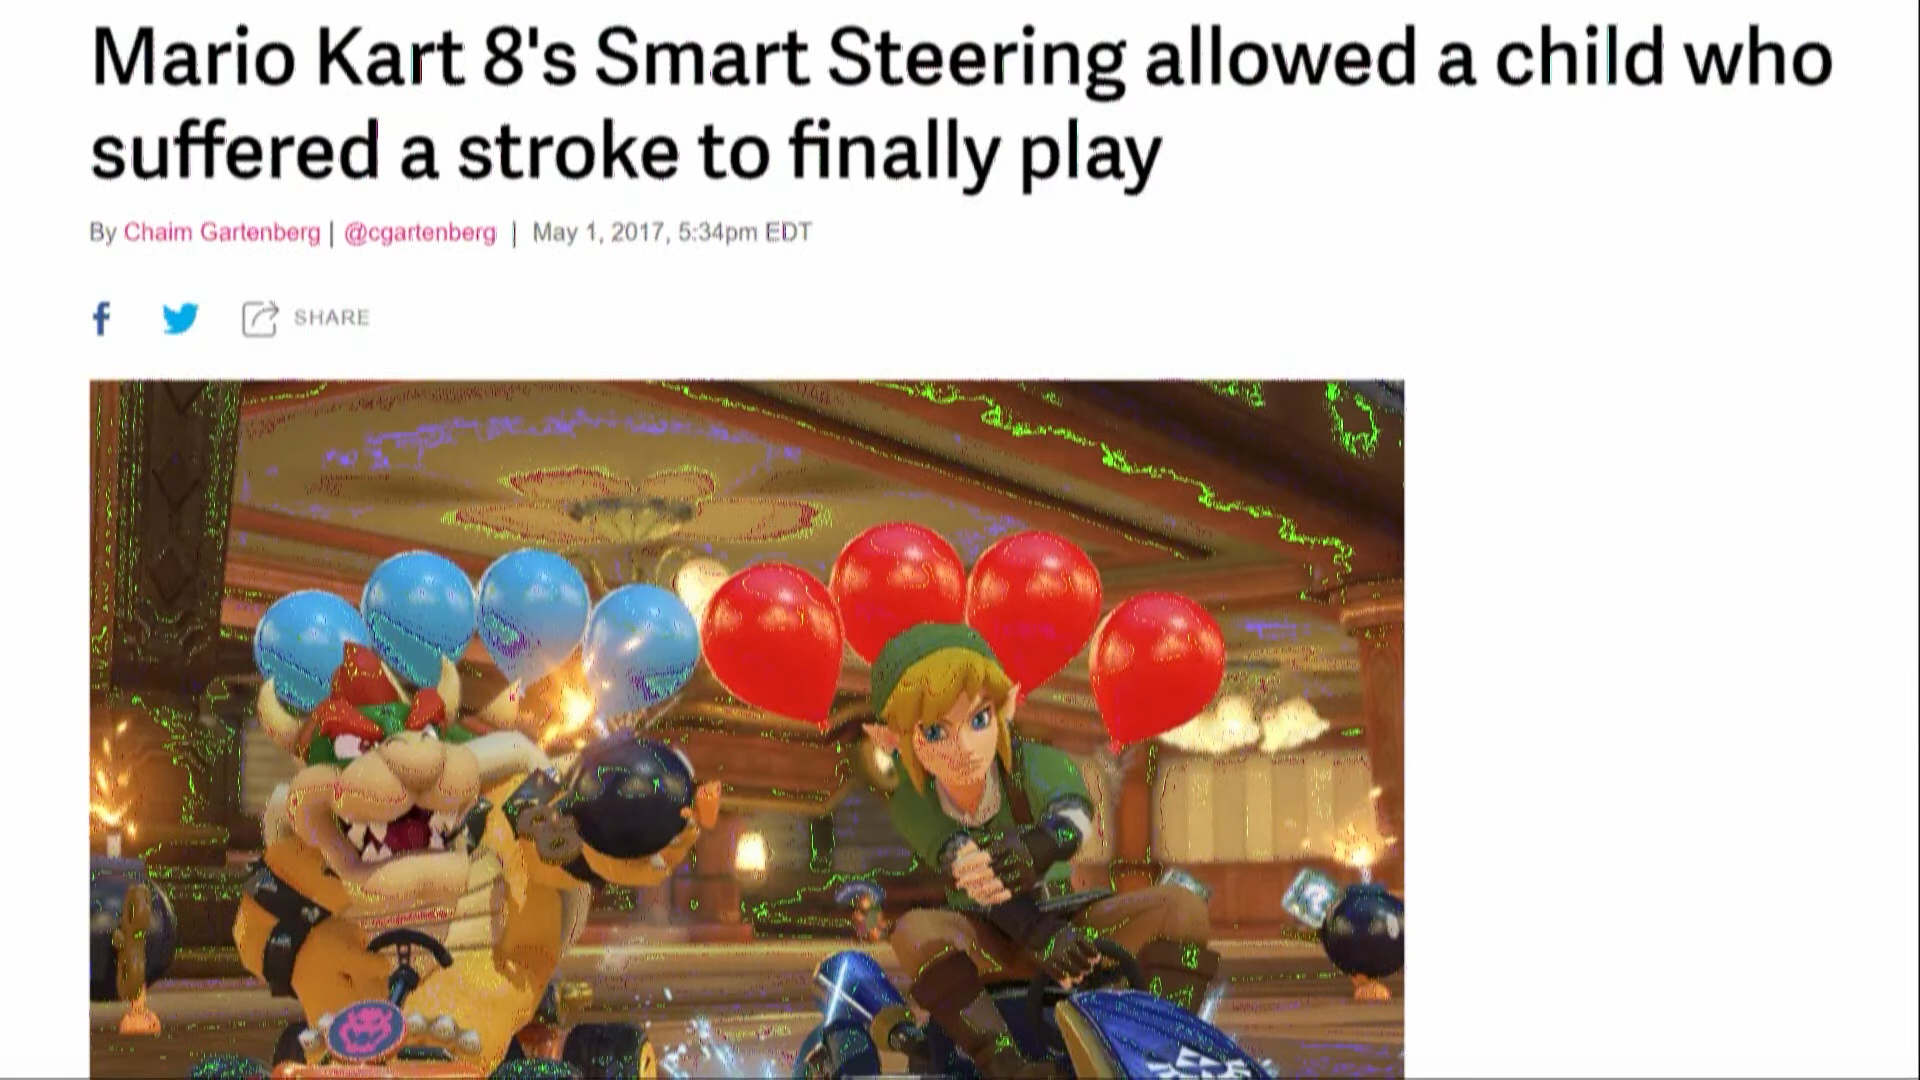 Mario Kart 8's Smart Steering allowed a child who
suffered a stroke to finally play
By Chaim Gartenberg | @cgartenberg | May 1, 2017, 5:34pm EDT
SHARE